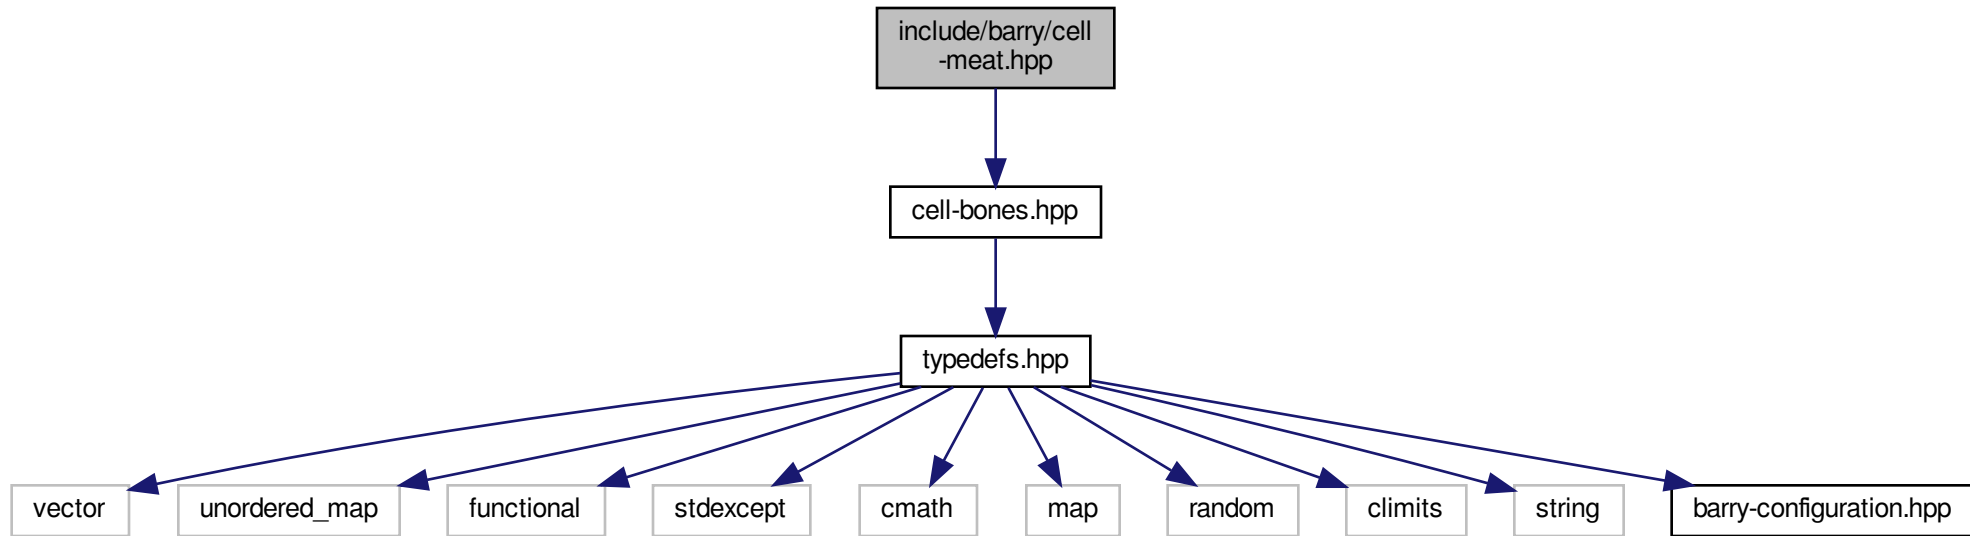 include/barry/cell
-meat.hpp
cell-bones.hpp
typedefs.hpp
vector
unordered_map
functional
stdexcept
cmath
map
random
climits
string
barry-configuration.hpp